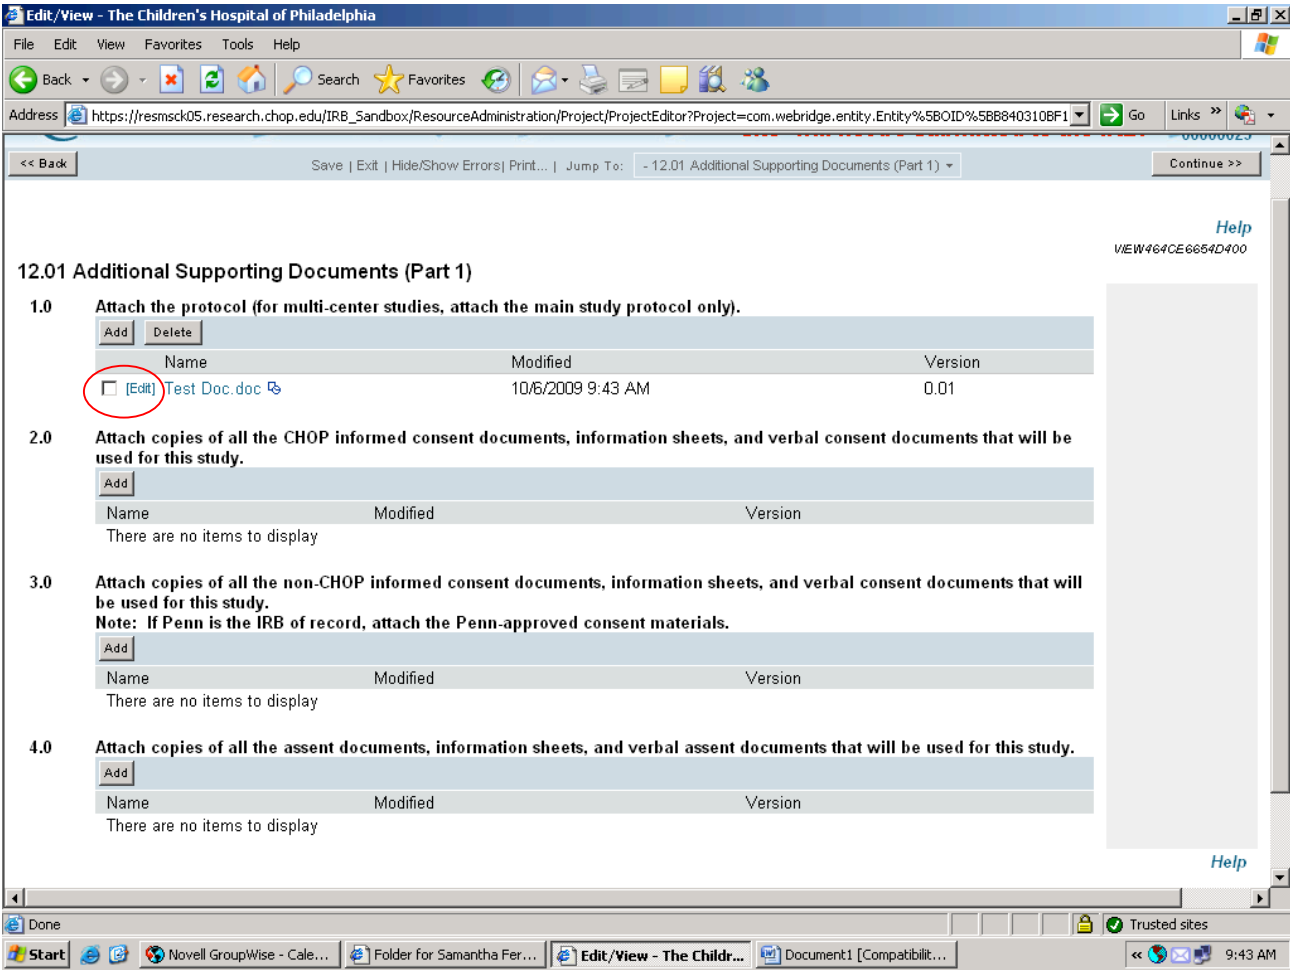 Edit/View - The Children's Hospital of Philadelphia
File Edit View Favorites Tools Help
Back Search Favorites
Address https://resmsck05.research.chop.edu/IRB_Sandbox/ResourceAdministration/Project/ProjectEditor?Project=com.webridge.entity.Entity%5BOID%5BB840310BF1 Go Links »
<< Back Save | Exit | Hide/Show Errors| Print... | Jump To: - 12.01 Additional Supporting Documents (Part 1) Continue >>
Help
VIEW464CE6654D400
12.01 Additional Supporting Documents (Part 1)
1.0 Attach the protocol (for multi-center studies, attach the main study protocol only).
Add Delete
Name Modified Version
[Edit] Test Doc.doc 10/6/2009 9:43 AM 0.01
2.0 Attach copies of all the CHOP informed consent documents, information sheets, and verbal consent documents that will be
used for this study.
Add
Name Modified Version
There are no items to display
3.0 Attach copies of all the non-CHOP informed consent documents, information sheets, and verbal consent documents that will
be used for this study.
Note: If Penn is the IRB of record, attach the Penn-approved consent materials.
Add
Name Modified Version
There are no items to display
4.0 Attach copies of all the assent documents, information sheets, and verbal assent documents that will be used for this study.
Add
Name Modified Version
There are no items to display
Help
Done Trusted sites
Start Novell GroupWise - Cale... Folder for Samantha Fer... Edit/View - The Childr... Document1 [Compatibilit... « 9:43 AM